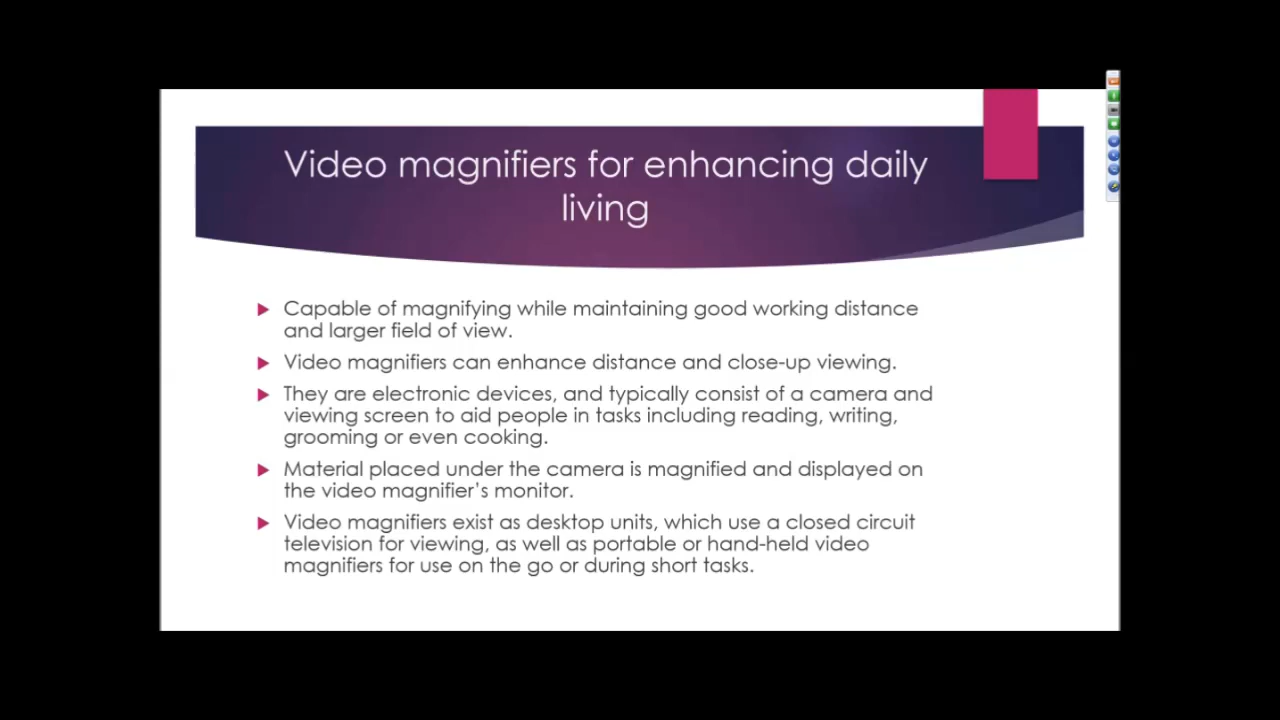 Video magnifiers for enhancing daily
living
Capable of magnifying while maintaining good working distance
and larger field of view.
Video magnifiers can enhance distance and close-up viewing.
They are electronic devices, and typically consist of a camera and
viewing screen to aid people in tasks including reading, writing,
grooming or even cooking.
Material placed under the camera is magnified and displayed on
the video magnifier’s monitor.
Video magnifiers exist as desktop units, which use a closed circuit
television for viewing, as well as portable or hand-held video
magnifiers for use on the go or during short tasks.